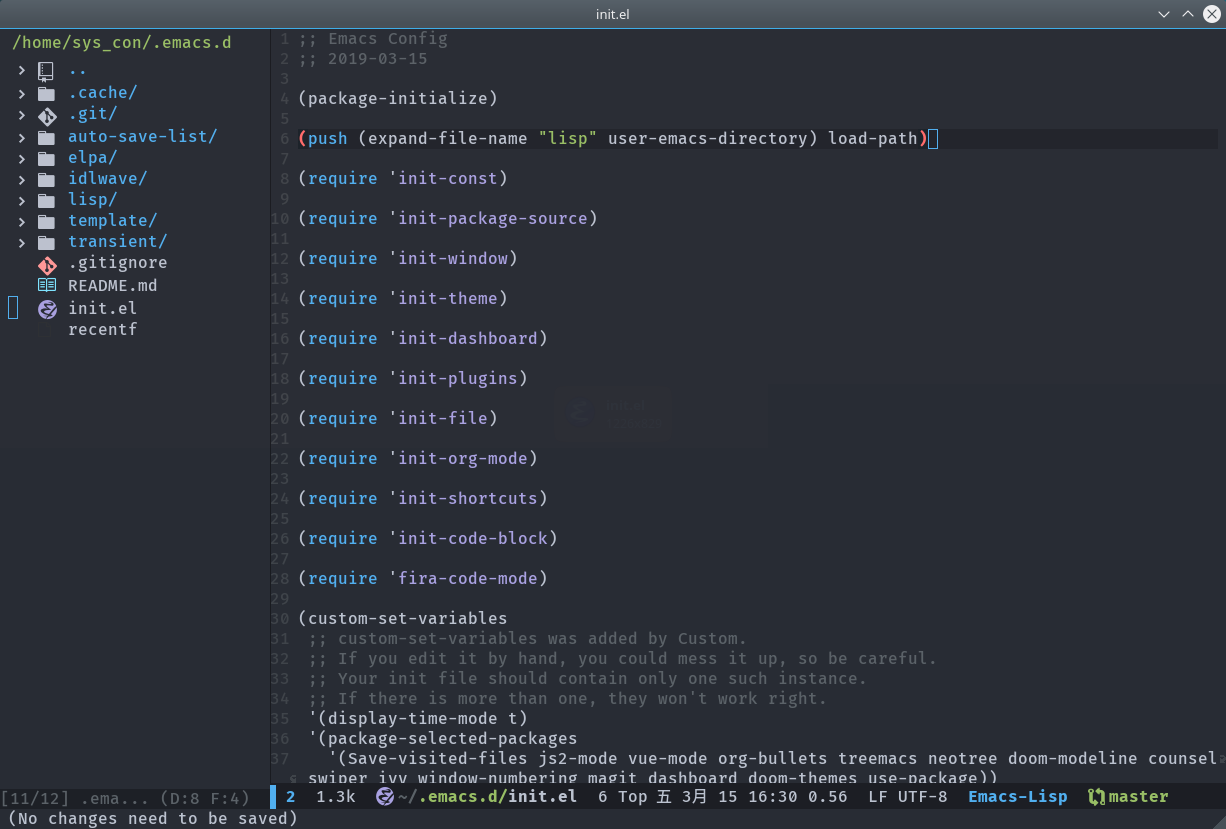 init.el
/home/sys_con/.emacs.d
..
.cache/
.git/
auto-save-list/
elpa/
idlwave/
lisp/
template/
transient/
.gitignore
README.md
init.el
recentf
[11/12] .ema... (D:8 F:4)
1 ;; Emacs Config
2 ;; 2019-03-15
3
4 (package-initialize)
5
6 (push (expand-file-name "lisp" user-emacs-directory) load-path)
7
8 (require 'init-const)
9
10 (require 'init-package-source)
11
12 (require 'init-window)
13
14 (require 'init-theme)
15
16 (require 'init-dashboard)
17
18 (require 'init-plugins)
19
20 (require 'init-file)
21
22 (require 'init-org-mode)
23
24 (require 'init-shortcuts)
25
26 (require 'init-code-block)
27
28 (require 'fira-code-mode)
29
30 (custom-set-variables
31 ;; custom-set-variables was added by Custom.
32 ;; If you edit it by hand, you could mess it up, so be careful.
33 ;; Your init file should contain only one such instance.
34 ;; If there is more than one, they won't work right.
35 '(display-time-mode t)
36 '(package-selected-packages
37 '(Save-visited-files js2-mode vue-mode org-bullets treemacs neotree doom-modeline counsel
swiper ivy window-numbering magit dashboard doom-themes use-package))
2 1.3k ~/.emacs.d/init.el 6 Top 五 3月 15 16:30 0.56 LF UTF-8 Emacs-Lisp master
(No changes need to be saved)